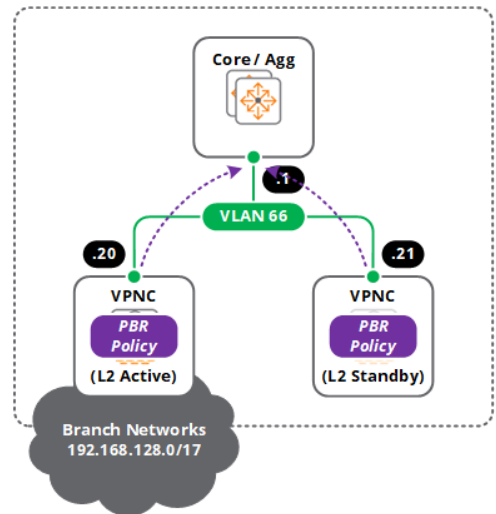 Core / Agg
.1
VLAN 66
.20
.21
VPNC
PBR
Policy
(L2 Active)
VPNC
PBR
Policy
(L2 Standby)
Branch Networks
192.168.128.0/17